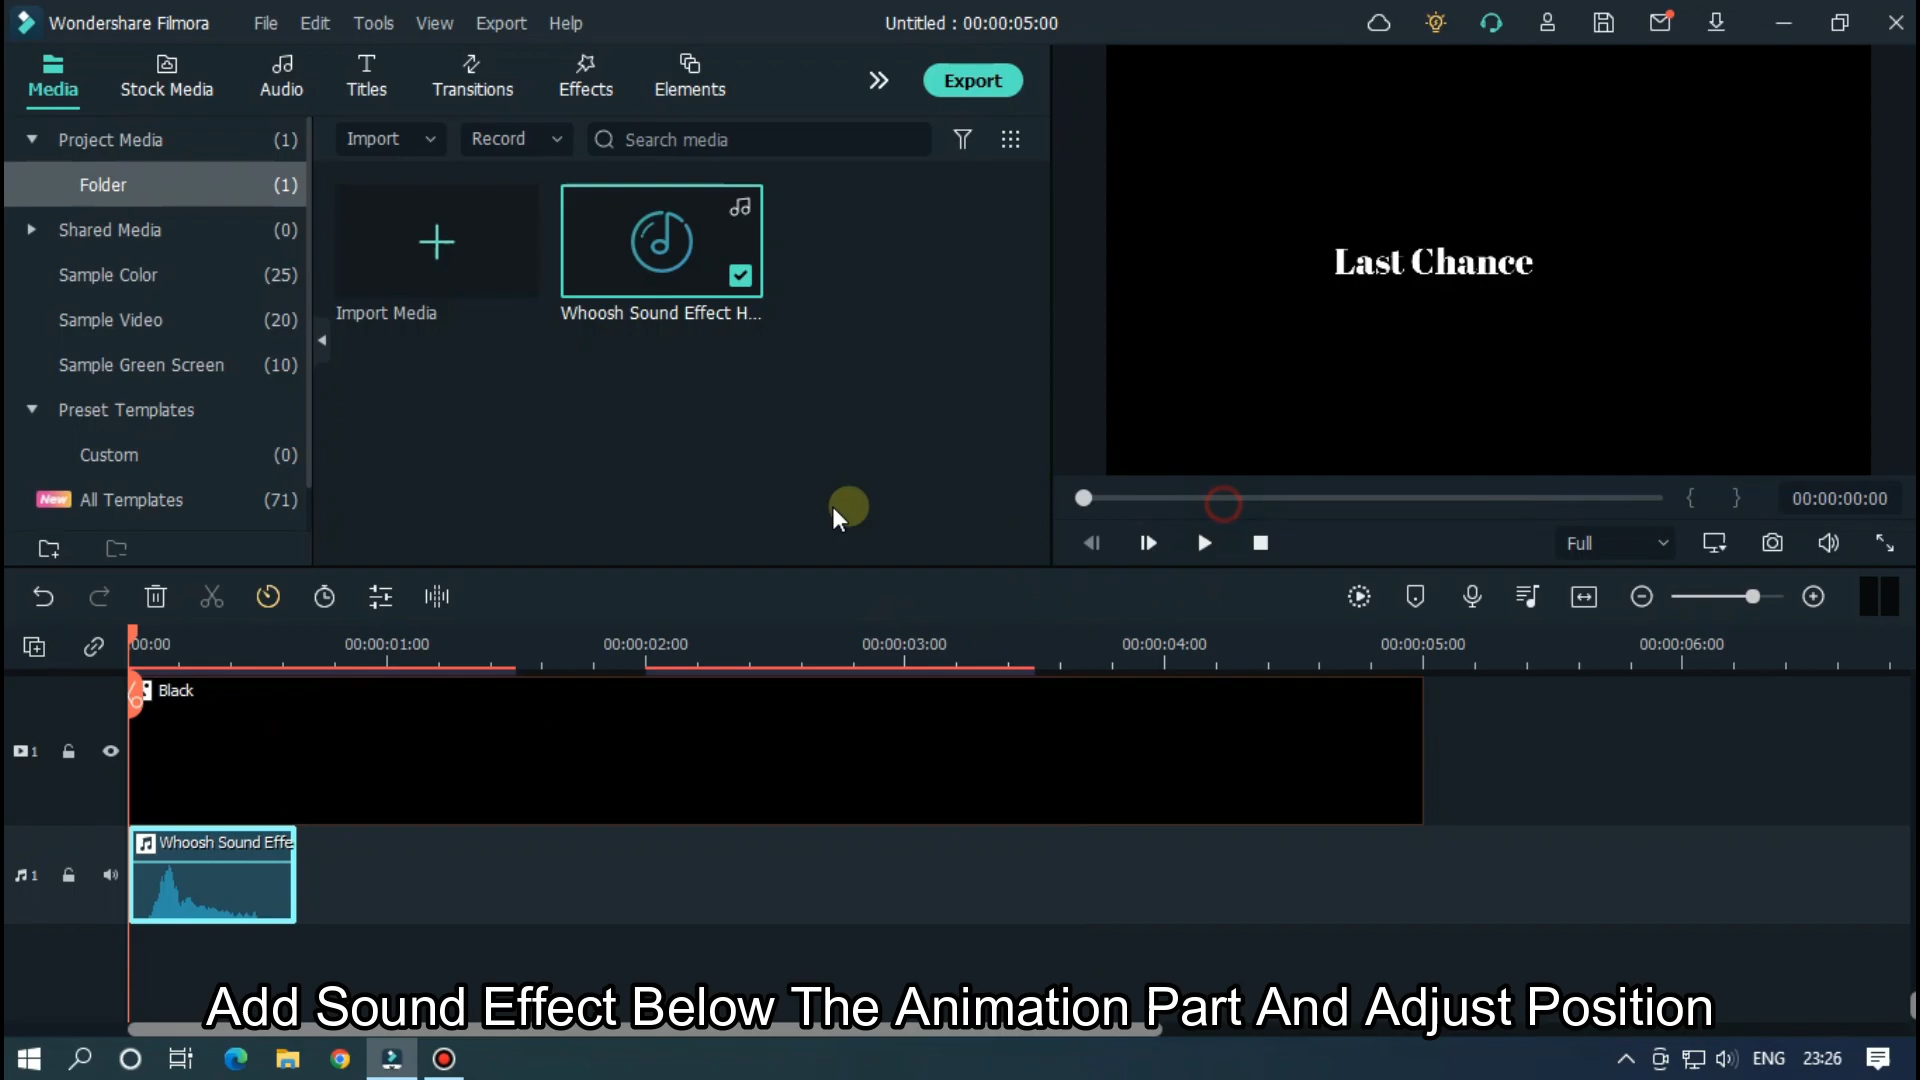 Wondershare Filmora File Edit Tools View Export Help Untitled : 00:00:05:00
Media Stock Media Audio Titles Transitions Effects Elements Export
Project Media (1)
Folder (1)
Shared Media (0)
Sample Color (25)
Sample Video (20)
Sample Green Screen (10)
Preset Templates
Custom (0)
New All Templates (71)
Import Record Search media
Import Media
Whoosh Sound Effect H...
Last Chance
{ } 00:00:00:00
Full
00:00 00:00:01:00 00:00:02:00 00:00:03:00 00:00:04:00 00:00:05:00 00:00:06:00
Black
1
Whoosh Sound Effe
1
Add Sound Effect Below The Animation Part And Adjust Position
ENG 23:26